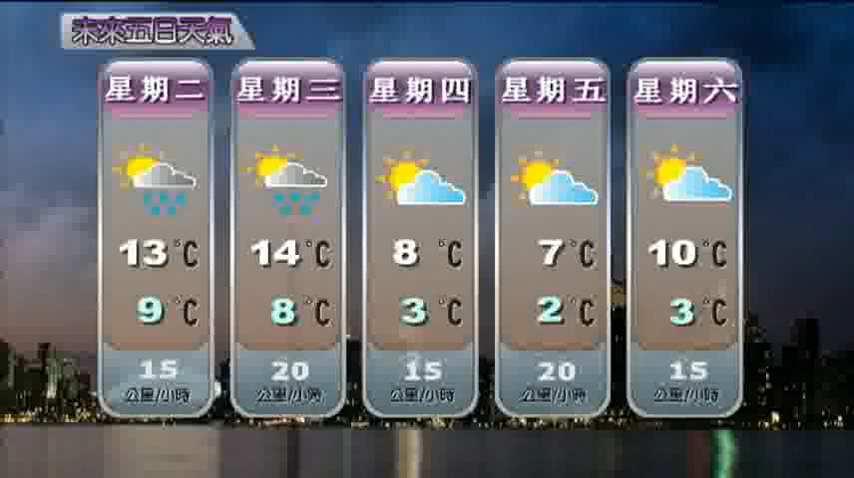 未來五日天氣
星期二 星期三 星期四 星期五 星期六
13°C 14°C 8°C 7°C 10°C
9°C 8°C 3°C 2°C 3°C
15 20 15 20 15
公里/小時 公里/小時 公里/小時 公里/小時 公里/小時